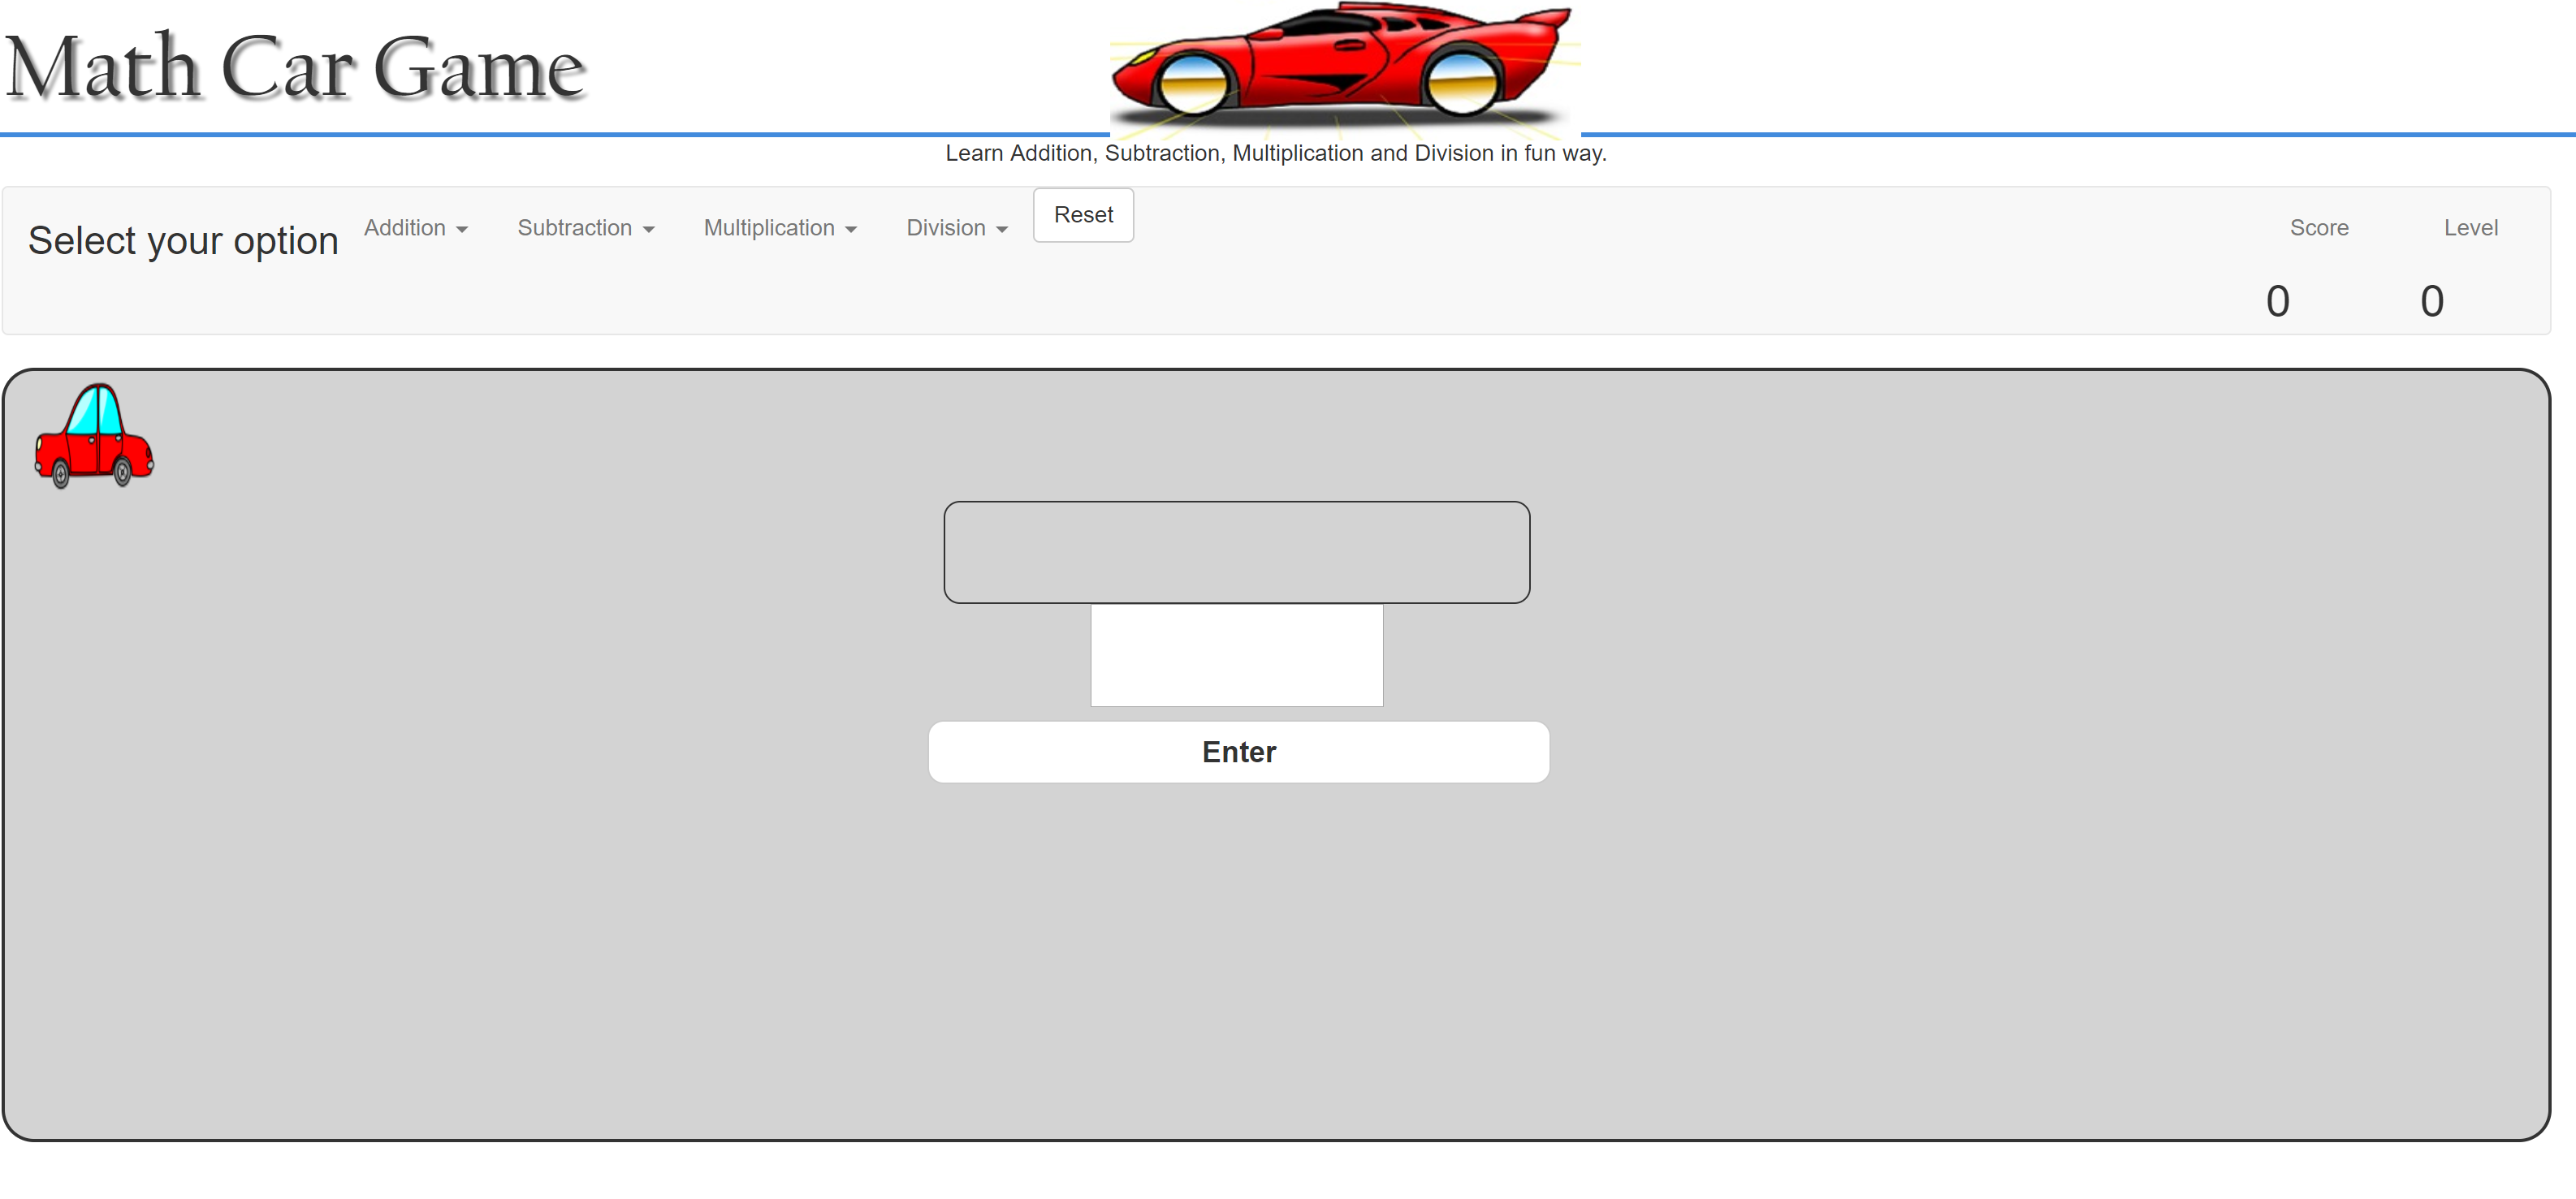 Math Car Game
Learn Addition, Subtraction, Multiplication and Division in fun way.
Select your option Addition Subtraction Multiplication Division Reset Score Level
0 0
Enter